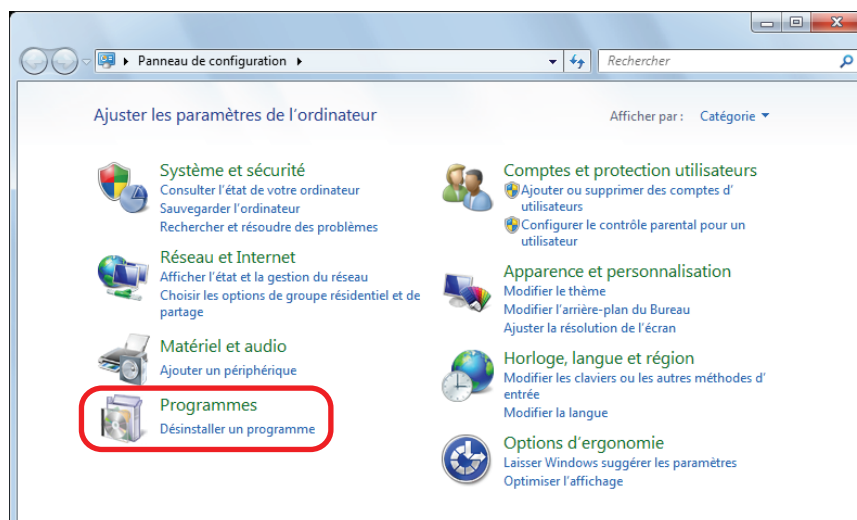 Panneau de configuration
Rechercher
Ajuster les paramètres de l'ordinateur
Afficher par : Catégorie
Système et sécurité
Consulter l'état de votre ordinateur
Sauvegarder l'ordinateur
Rechercher et résoudre des problèmes
Réseau et Internet
Afficher l'état et la gestion du réseau
Choisir les options de groupe résidentiel et de
partage
Matériel et audio
Ajouter un périphérique
Programmes
Désinstaller un programme
Comptes et protection utilisateurs
Ajouter ou supprimer des comptes d'
utilisateurs
Configurer le contrôle parental pour un
utilisateur
Apparence et personnalisation
Modifier le thème
Modifier l'arrière-plan du Bureau
Ajuster la résolution de l'écran
Horloge, langue et région
Modifier les claviers ou les autres méthodes d'
entrée
Modifier la langue
Options d'ergonomie
Laisser Windows suggérer les paramètres
Optimiser l'affichage